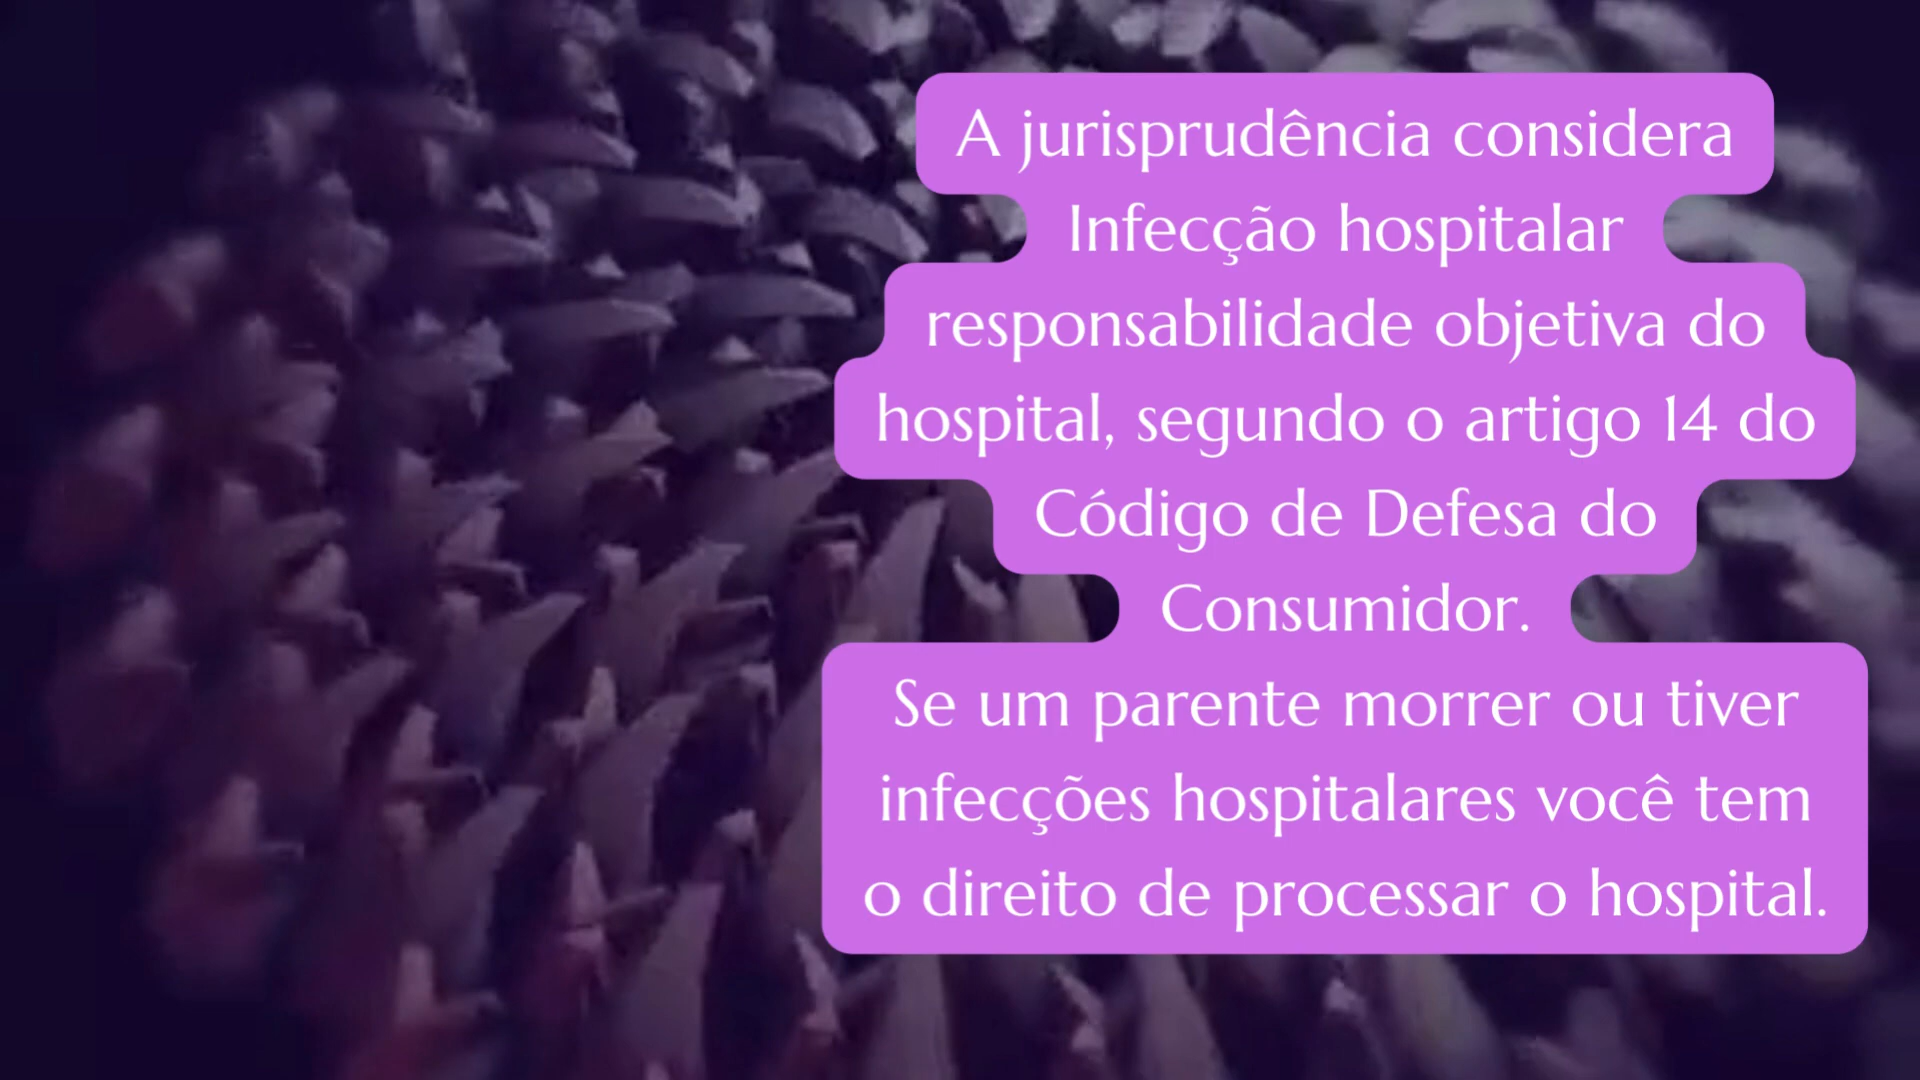 A jurisprudência considera
Infecção hospitalar
responsabilidade objetiva do
hospital, segundo o artigo 14 do
Código de Defesa do
Consumidor.
Se um parente morrer ou tiver
infecções hospitalares você tem
o direito de processar o hospital.